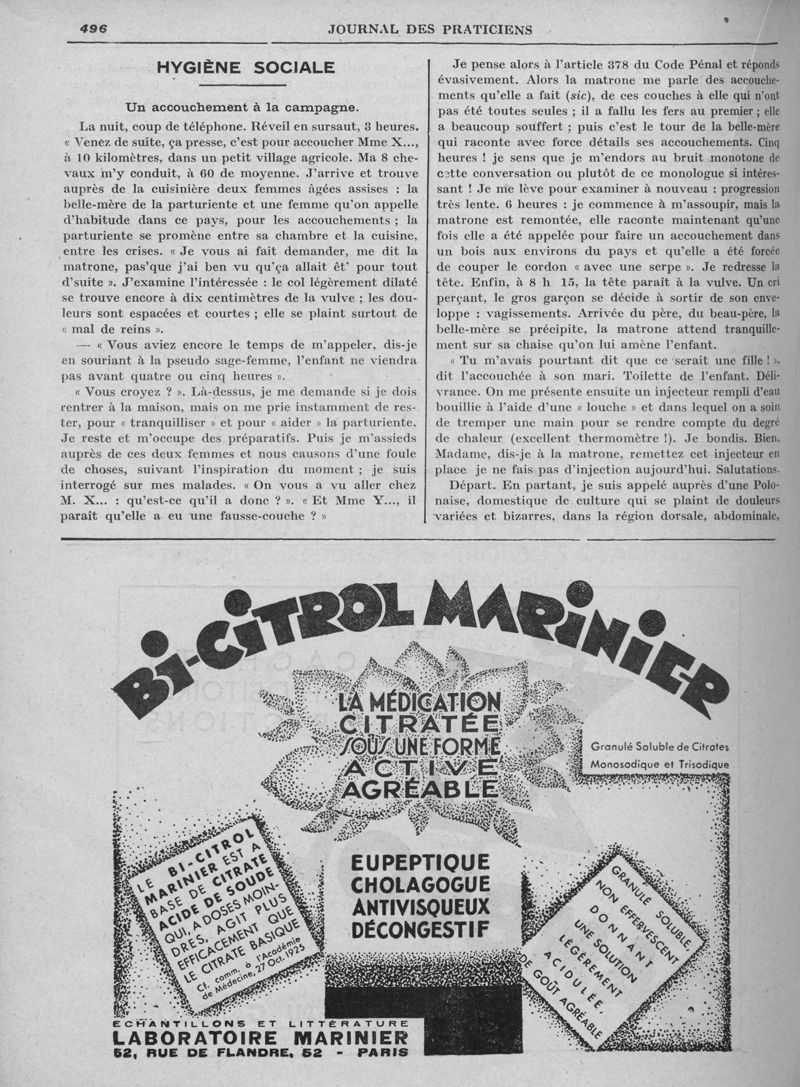 496
JOURNAL DES PRATICIENS
HYGIÈNE SOCIALE
Un accouchement à la campagne.
La nuit, coup de téléphone. Réveil en sursaut, 3 heures.
« Venez de suite, ça presse, c'est pour accoucher Mme X...,
à 10 kilomètres, dans un petit village agricole. Ma 8 che-
vaux m'y conduit, à 60 de moyenne. J'arrive et trouve
auprès de la cuisinière deux femmes âgées assises : la
belle-mère de la parturiente et une femme qu'on appelle
d'habitude dans ce pays, pour les accouchements ; la
parturiente se promène entre sa chambre et la cuisine,
entre les crises. « Je vous ai fait demander, me dit la
matrone, pas'que j'ai ben vu qu'ça allait êt' pour tout
d'suite ». J'examine l'intéressée : le col légèrement dilaté
se trouve encore à dix centimètres de la vulve ; les dou-
leurs sont espacées et courtes ; elle se plaint surtout de
« mal de reins ».
— « Vous aviez encore le temps de m'appeler, dis-je
en souriant à la pseudo sage-femme, l'enfant ne viendra
pas avant quatre ou cinq heures ».
« Vous croyez ? ». Là-dessus, je me demande si je dois
rentrer à la maison, mais on me prie instamment de res-
ter, pour « tranquilliser » et pour « aider » la parturiente.
Je reste et m'occupe des préparatifs. Puis je m'assieds
auprès de ces deux femmes et nous causons d'une foule
de choses, suivant l'inspiration du moment ; je suis
interrogé sur mes malades. « On vous a vu aller chez
M. X... : qu'est-ce qu'il a donc ? ». « Et Mme Y..., il
paraît qu'elle a eu une fausse-couche ? »
Je pense alors à l'article 378 du Code Pénal et réponds
évasivement. Alors la matrone me parle des accouche-
ments qu'elle a fait (sic), de ces couches à elle qui n'ont
pas été toutes seules ; il a fallu les fers au premier ; elle
a beaucoup souffert ; puis c'est le tour de la belle-mère
qui raconte avec force détails ses accouchements. Cinq
heures ! je sens que je m'endors au bruit monotone de
cette conversation ou plutôt de ce monologue si intéres-
sant ! Je me lève pour examiner à nouveau : progression
très lente. 6 heures : je commence à m'assoupir, mais la
matrone est remontée, elle raconte maintenant qu'une
fois elle a été appelée pour faire un accouchement dans
un bois aux environs du pays et qu'elle a été forcée
de couper le cordon « avec une serpe ». Je redresse la
tête. Enfin, à 8 h 15, la tête paraît à la vulve. Un cri
perçant, le gros garçon se décide à sortir de son enve-
loppe : vagissements. Arrivée du père, du beau-père, la
belle-mère se précipite, la matrone attend tranquille-
ment sur sa chaise qu'on lui amène l'enfant.
« Tu m'avais pourtant dit que ce serait une fille ! »,
dit l'accouchée à son mari. Toilette de l'enfant. Déli-
vrance. On me présente ensuite un injecteur rempli d'eau
bouillie à l'aide d'une « louche » et dans lequel on a soin
de tremper une main pour se rendre compte du degré
de chaleur (excellent thermomètre !). Je bondis. Bien,
Madame, dis-je à la matrone, remettez cet injecteur en
place je ne fais pas d'injection aujourd'hui. Salutations.
Départ. En partant, je suis appelé auprès d'une Polo-
naise, domestique de culture qui se plaint de douleurs
variées et bizarres, dans la région dorsale, abdominale,
BI-CITROL MARINIER
LA MÉDICATION
CITRATÉE
SOUS UNE FORME
ACTIVE
AGRÉABLE
Granulé Soluble de Citrates
Monosodique et Trisodique
LE BI-CITROL
MARINIER EST A
BASE DE CITRATE
ACIDE DE SOUDE
QUI, A DOSES MOIN-
DRES, AGIT PLUS
EFFICACEMENT QUE
LE CITRATE BASIQUE
Cf. comm. à l'Académie
de Médecine, 27 Oct. 1925
EUPEPTIQUE
CHOLAGOGUE
ANTIVISQUEUX
DÉCONGESTIF
GRANULÉ SOLUBLE,
NON EFFERVESCENT
DONNANT
UNE SOLUTION
LÉGÈREMENT
ACIDULÉE,
DE GOÛT AGRÉABLE
ECHANTILLONS ET LITTÉRATURE
LABORATOIRE MARINIER
52, RUE DE FLANDRE, 52 - PARIS